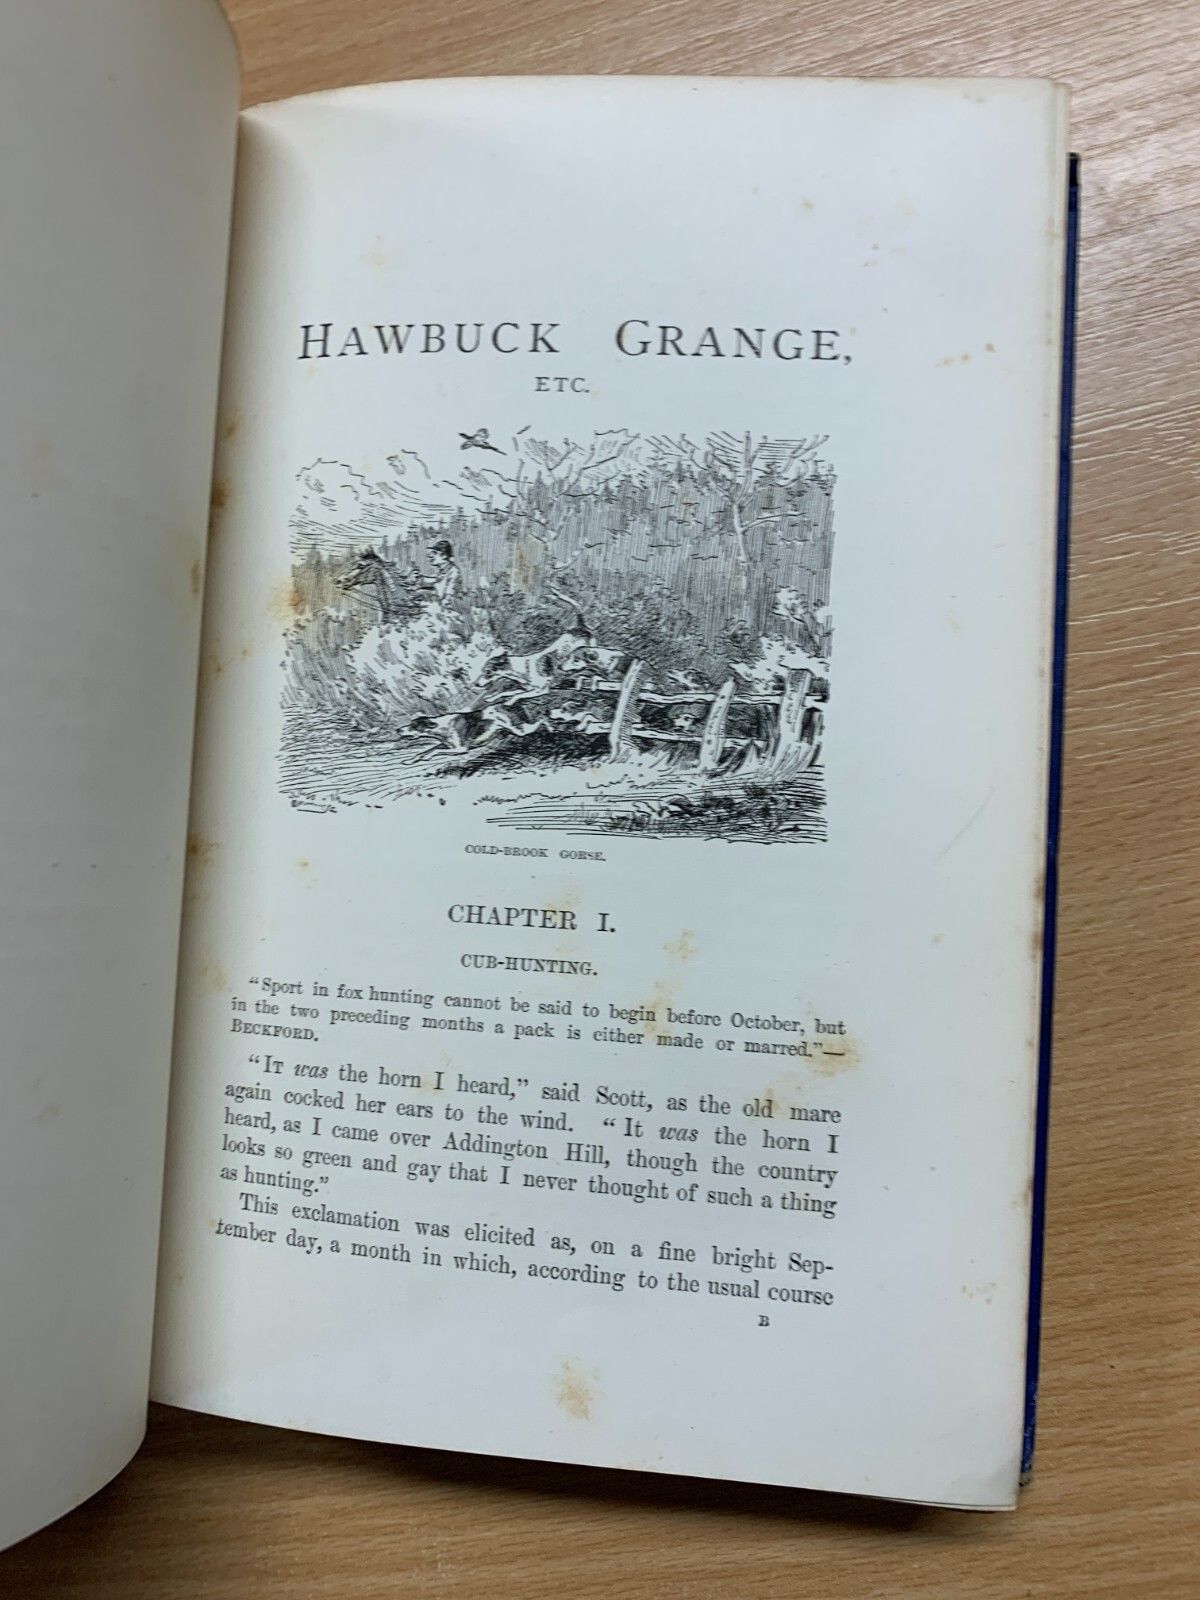 HAWBUCK GRANGE,
ETC.
COLD-BROOK GORSE.
CHAPTER I.
CUB-HUNTING.
"Sport in fox hunting cannot be said to begin before October, but
in the two preceding months a pack is either made or marred."—
BECKFORD.
"IT was the horn I heard," said Scott, as the old mare
again cocked her ears to the wind. "It was the horn I
heard, as I came over Addington Hill, though the country
looks so green and gay that I never thought of such a thing
as hunting."
This exclamation was elicited as, on a fine bright Sep-
tember day, a month in which, according to the usual course
B